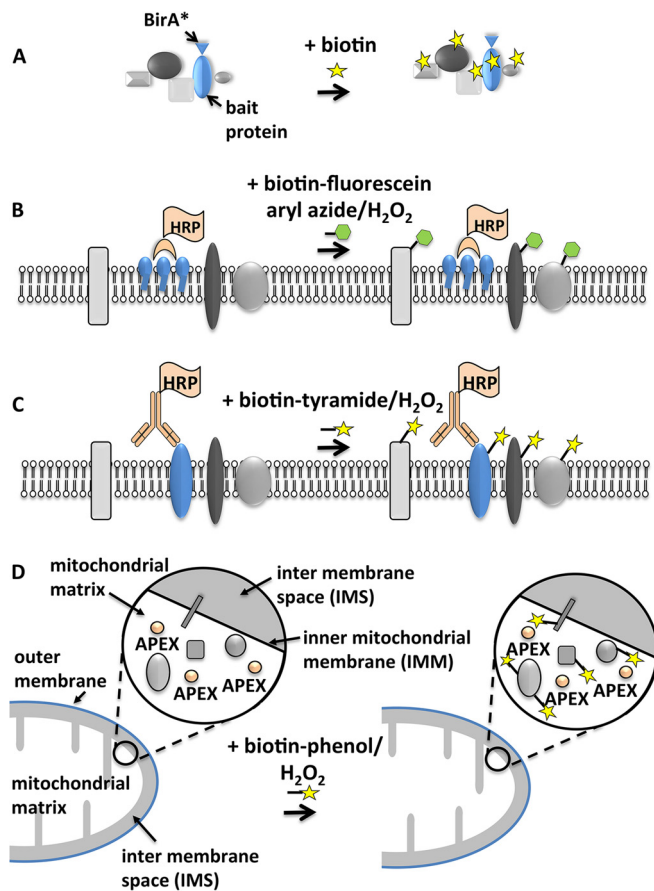 BirA*
A
+ biotin
bait
protein
+ biotin-fluorescein
aryl azide/H₂O₂
B
HRP
HRP
HRP
C
+ biotin-tyramide/H₂O₂
HRP
D
mitochondrial
matrix
inter membrane
space (IMS)
APEX
APEX
APEX
inner mitochondrial
membrane (IMM)
APEX
APEX
APEX
outer
membrane
+ biotin-phenol/
H₂O₂
mitochondrial
matrix
inter membrane
space (IMS)